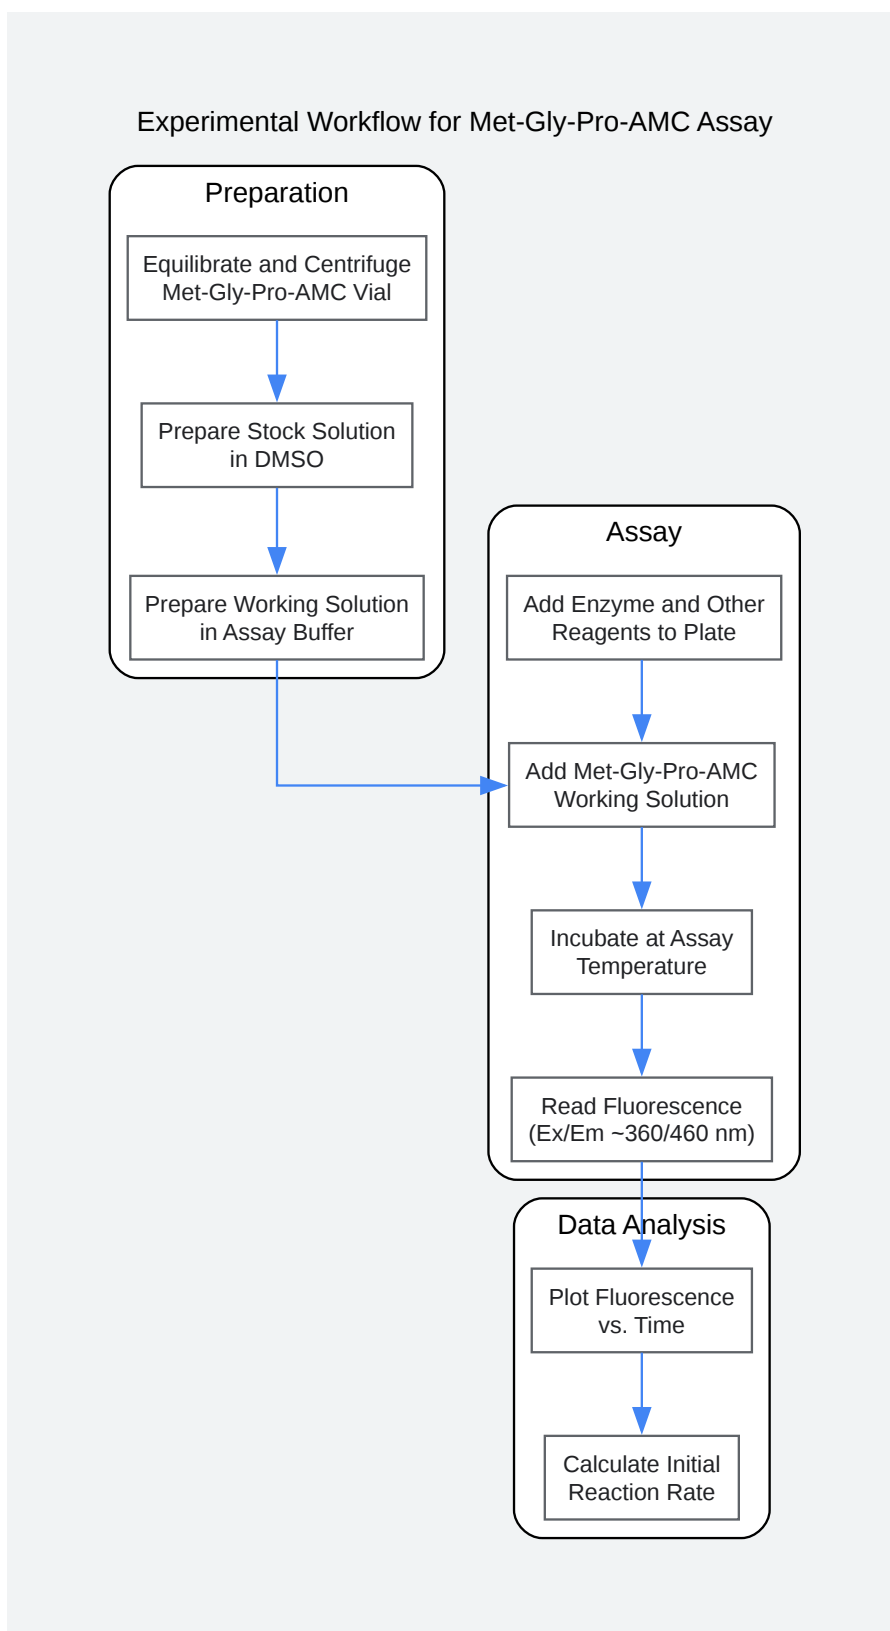 Experimental Workflow for Met-Gly-Pro-AMC Assay
Preparation
Equilibrate and Centrifuge
Met-Gly-Pro-AMC Vial
Prepare Stock Solution
in DMSO
Prepare Working Solution
in Assay Buffer
Assay
Add Enzyme and Other
Reagents to Plate
Add Met-Gly-Pro-AMC
Working Solution
Incubate at Assay
Temperature
Read Fluorescence
(Ex/Em ~360/460 nm)
Data Analysis
Plot Fluorescence
vs. Time
Calculate Initial
Reaction Rate